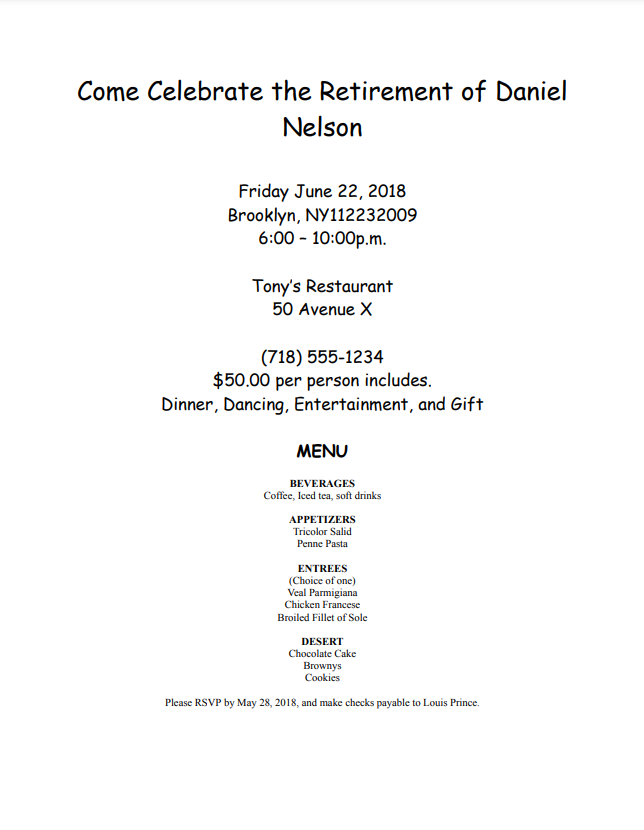 Come Celebrate the Retirement of Daniel
Nelson
Friday June 22, 2018
Brooklyn, NY112232009
6:00 – 10:00p.m.
Tony's Restaurant
50 Avenue X
(718) 555-1234
$50.00 per person includes.
Dinner, Dancing, Entertainment, and Gift
MENU
BEVERAGES
Coffee, Iced tea, soft drinks
APPETIZERS
Tricolor Salid
Penne Pasta
ENTREES
(Choice of one)
Veal Parmigiana
Chicken Francese
Broiled Fillet of Sole
DESERT
Chocolate Cake
Brownys
Cookies
Please RSVP by May 28, 2018, and make checks payable to Louis Prince.